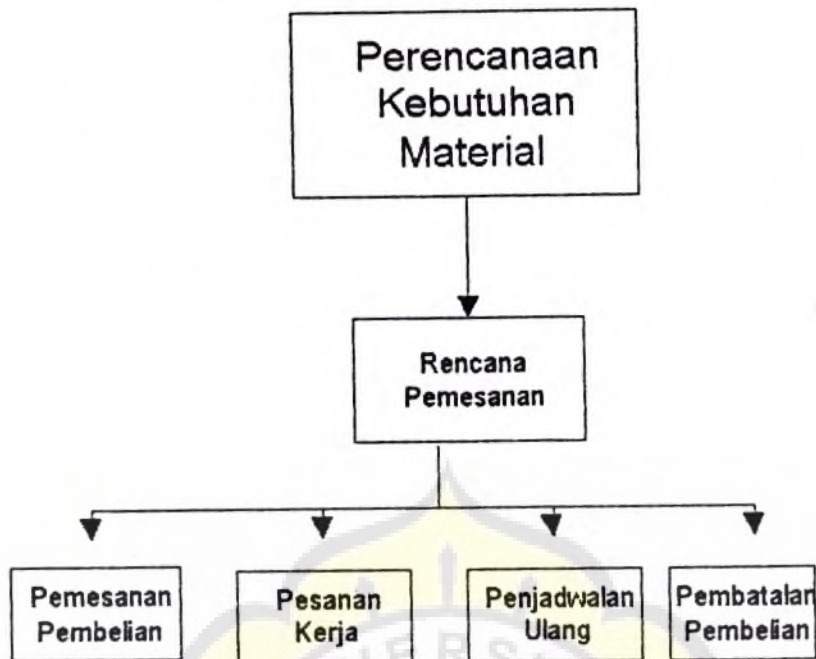 Perencanaan
Kebutuhan
Material
Rencana
Pemesanan
Pemesanan
Pembelian
Pesanan
Kerja
Penjadwalan
Ulang
Pembatalan
Pembelian